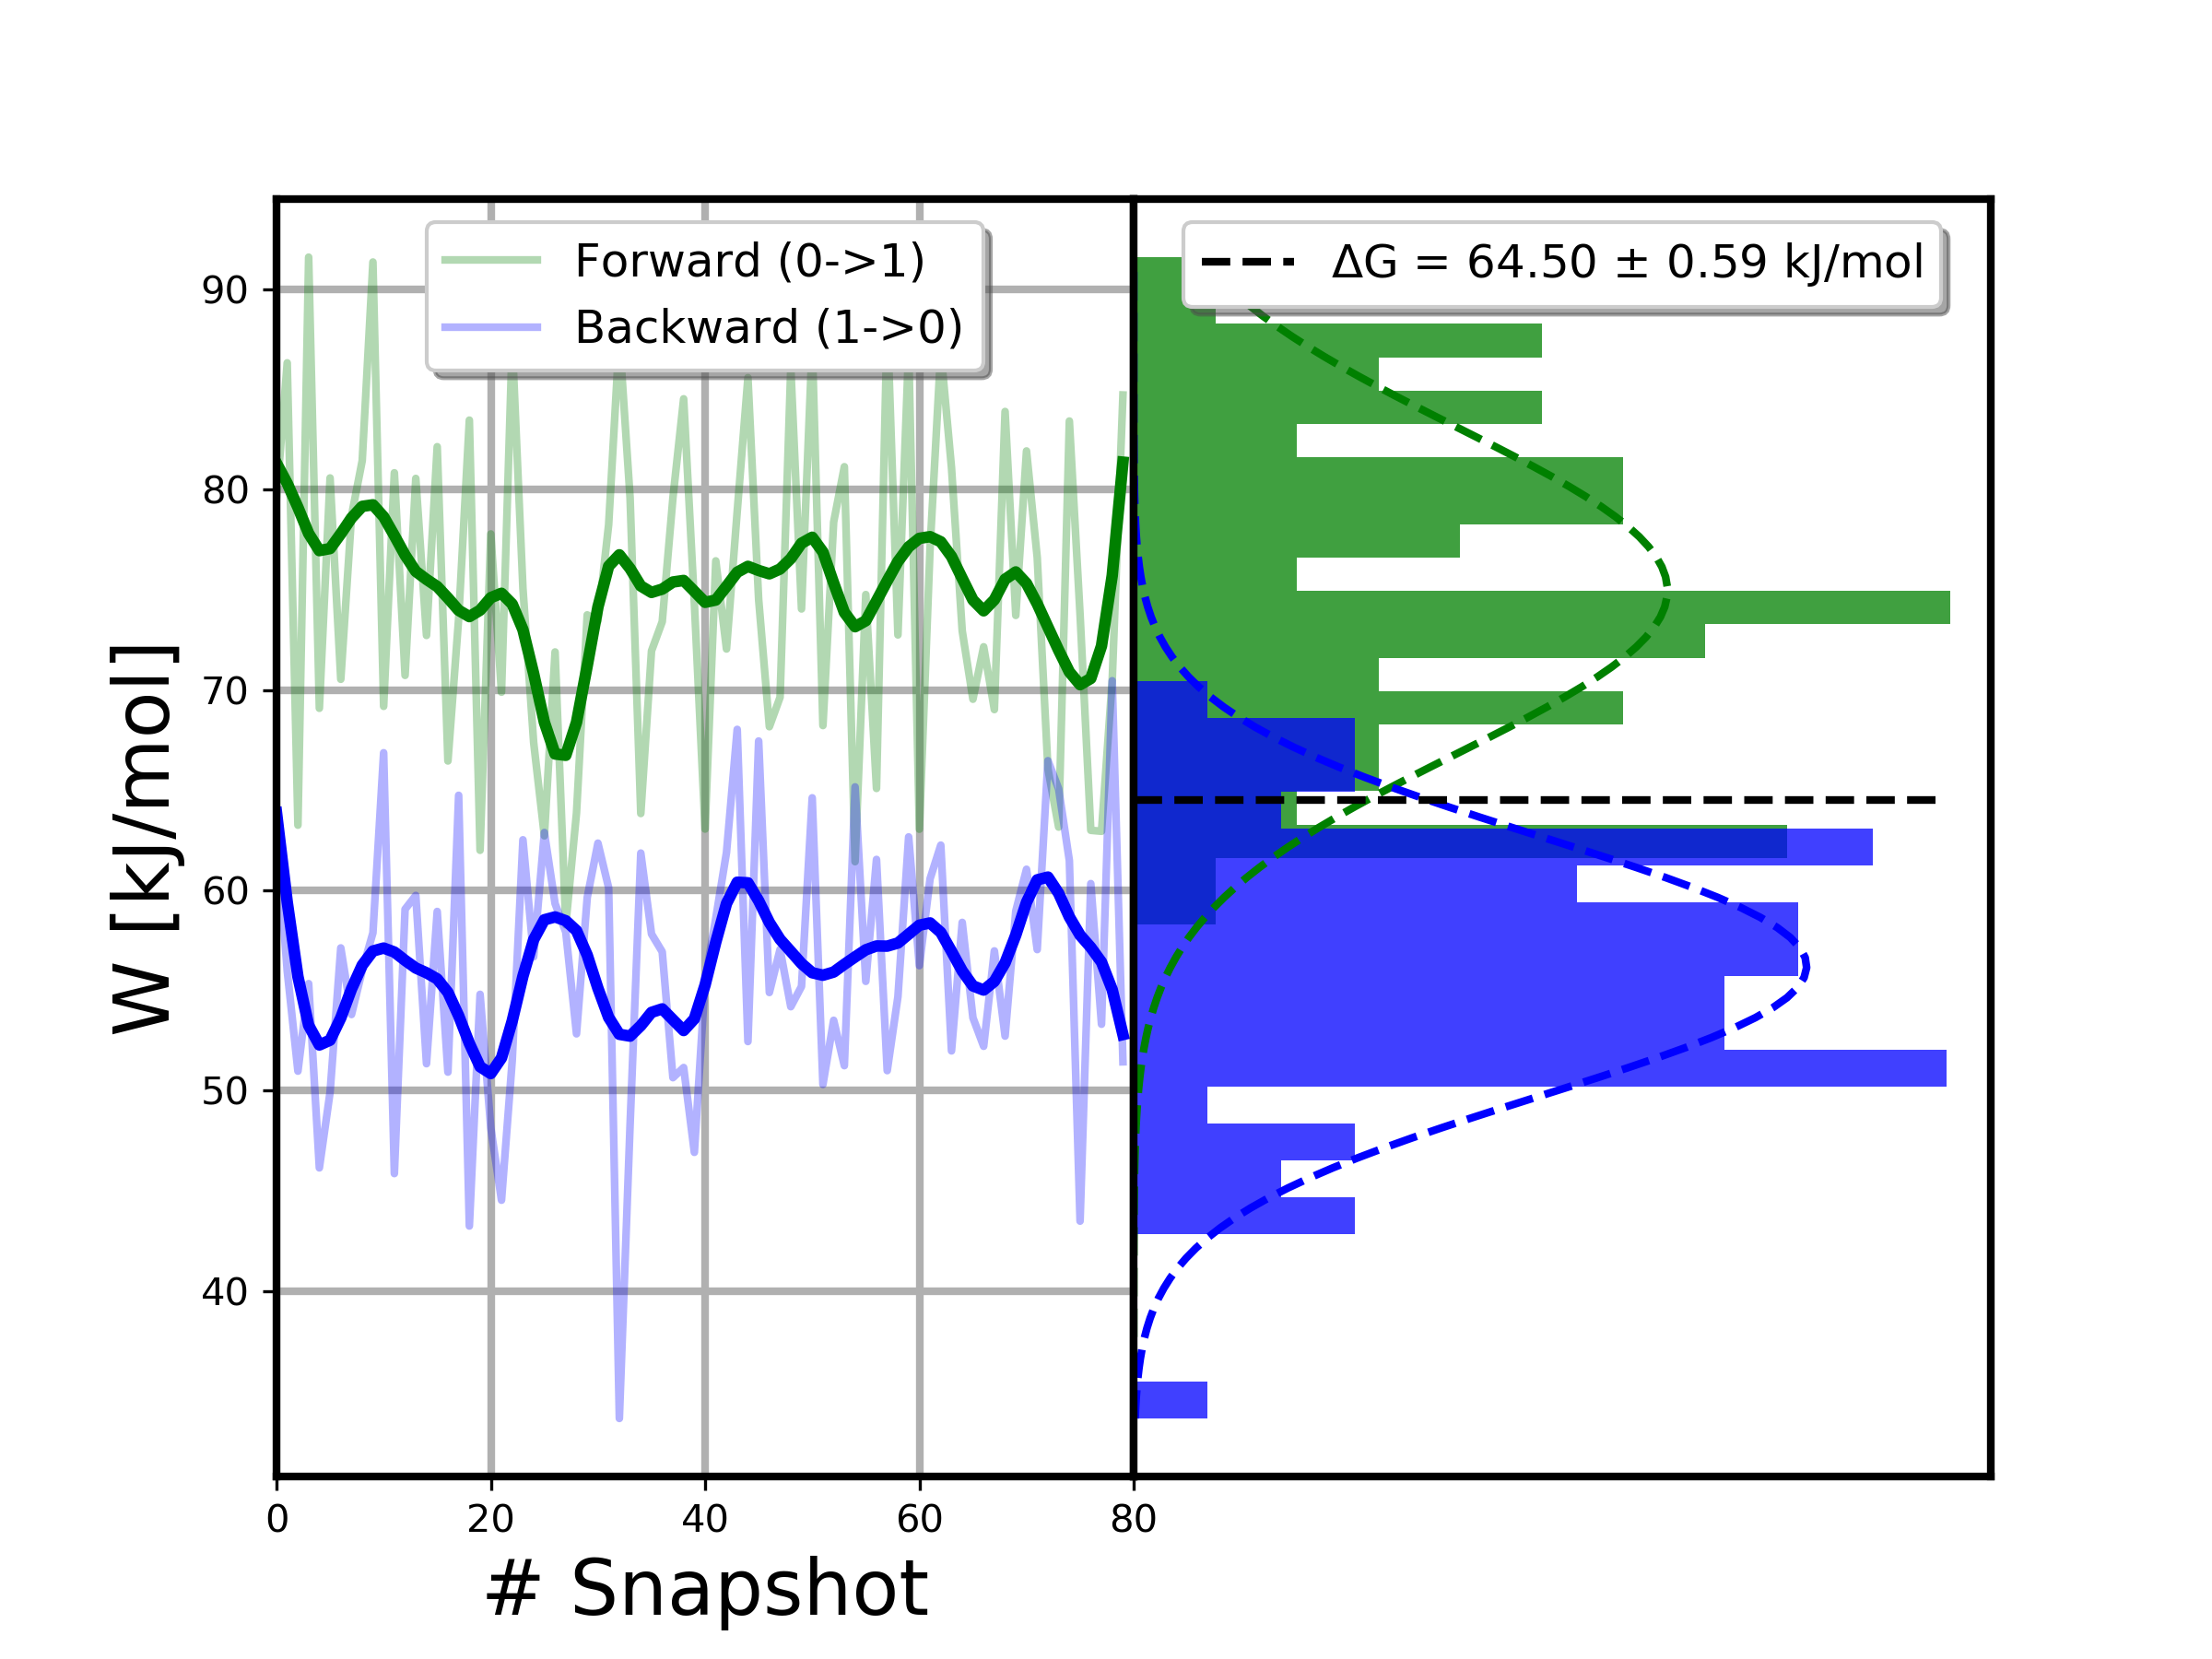 Forward (0->1)
Backward (1->0)
ΔG = 64.50 ± 0.59 kJ/mol
90
80
70
60
50
40
W [kJ/mol]
0 20 40 60 80
# Snapshot